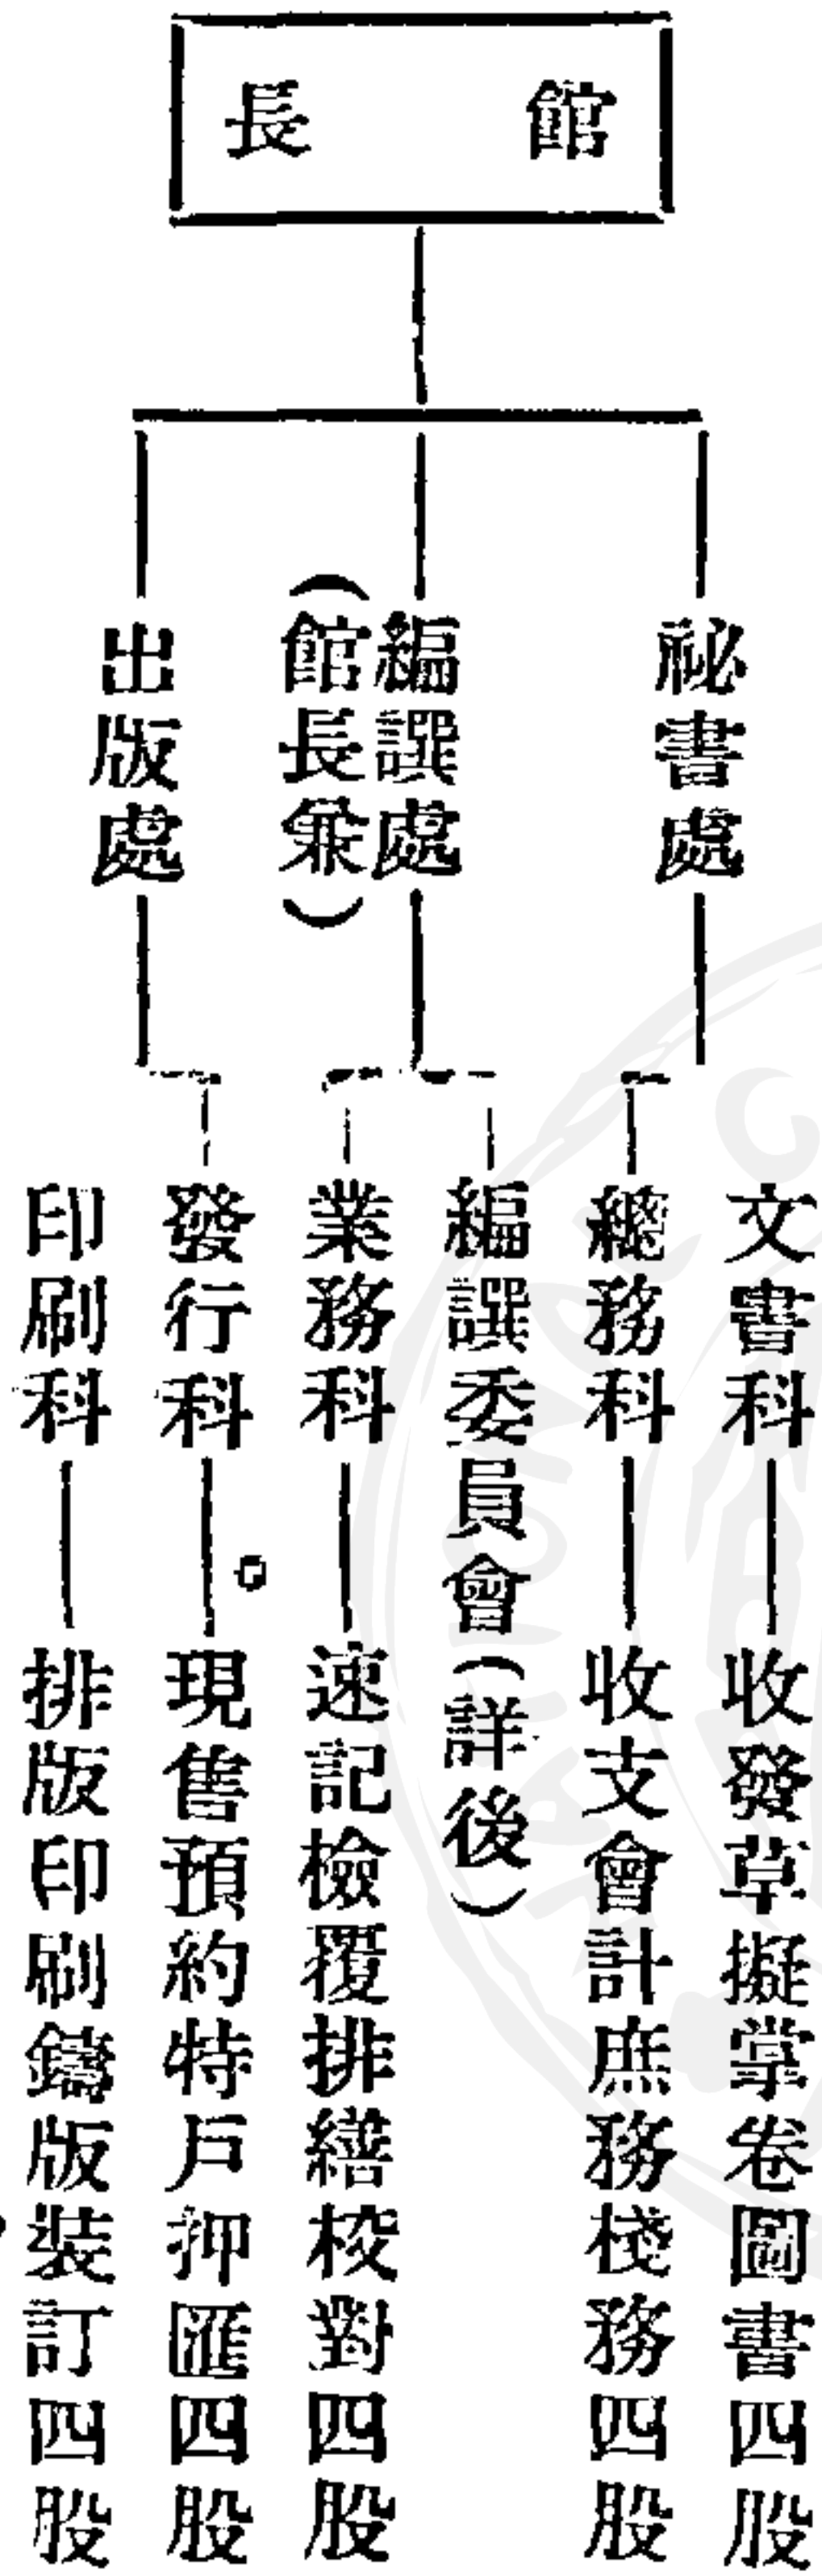 館長
祕書處
編譔處
(館長兼)
出版處
文書科
收發草擬掌卷圖書四股
總務科
收支會計庶務棧務四股
編譔委員會(詳後)
業務科
速記檢覆排繕校對四股
發行科
現售預約特戶押匯四股
印刷科
排版印刷鑄版裝訂四股